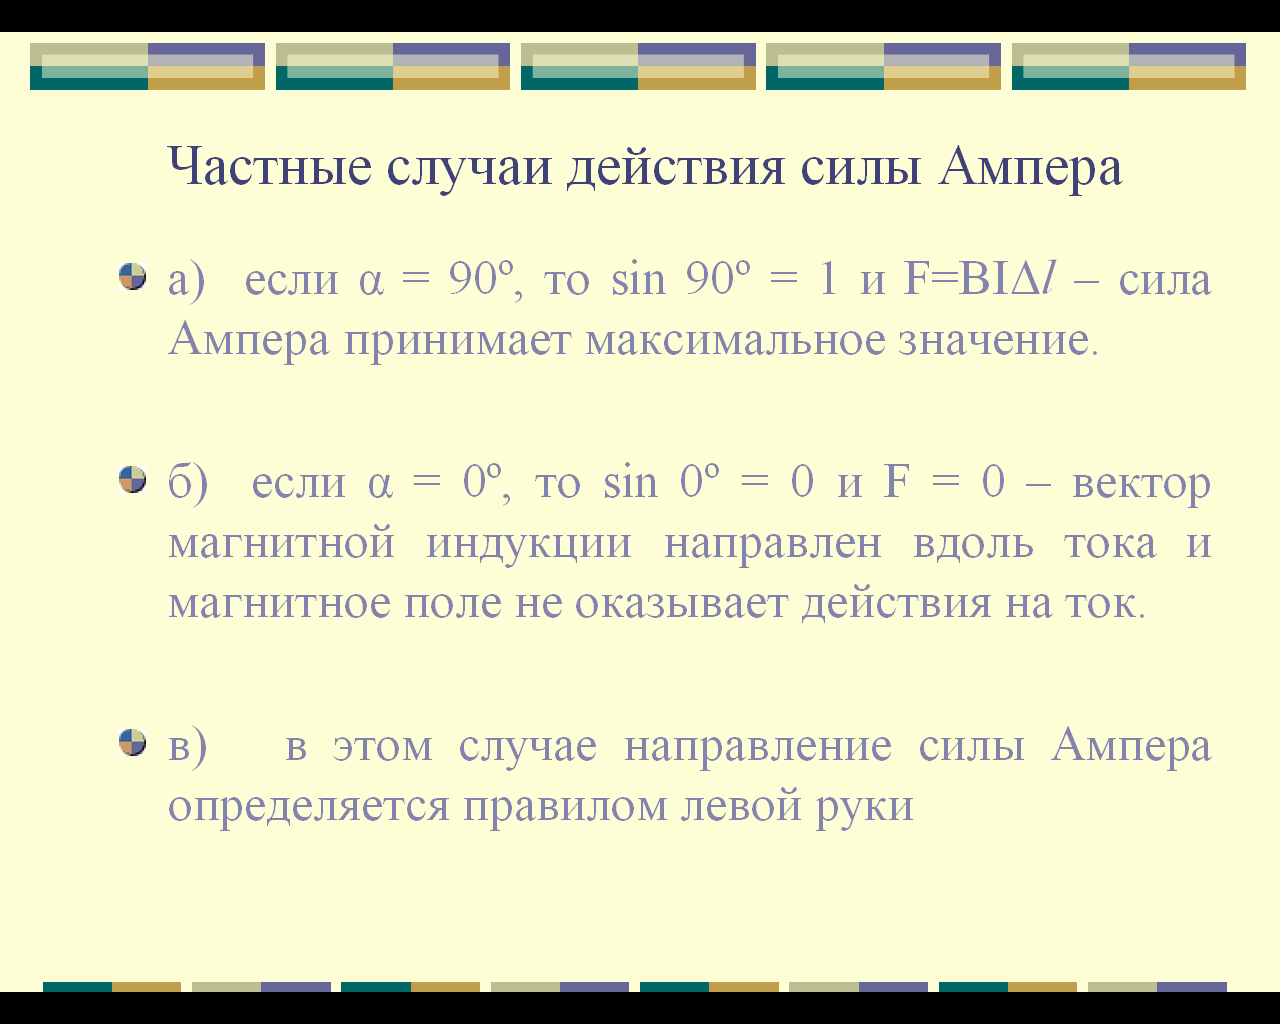 Частные случаи действия силы Ампера
а) если α = 90º, то sin 90º = 1 и F=BIΔl – сила
Ампера принимает максимальное значение.
б) если α = 0º, то sin 0º = 0 и F = 0 – вектор
магнитной индукции направлен вдоль тока и
магнитное поле не оказывает действия на ток.
в) в этом случае направление силы Ампера
определяется правилом левой руки